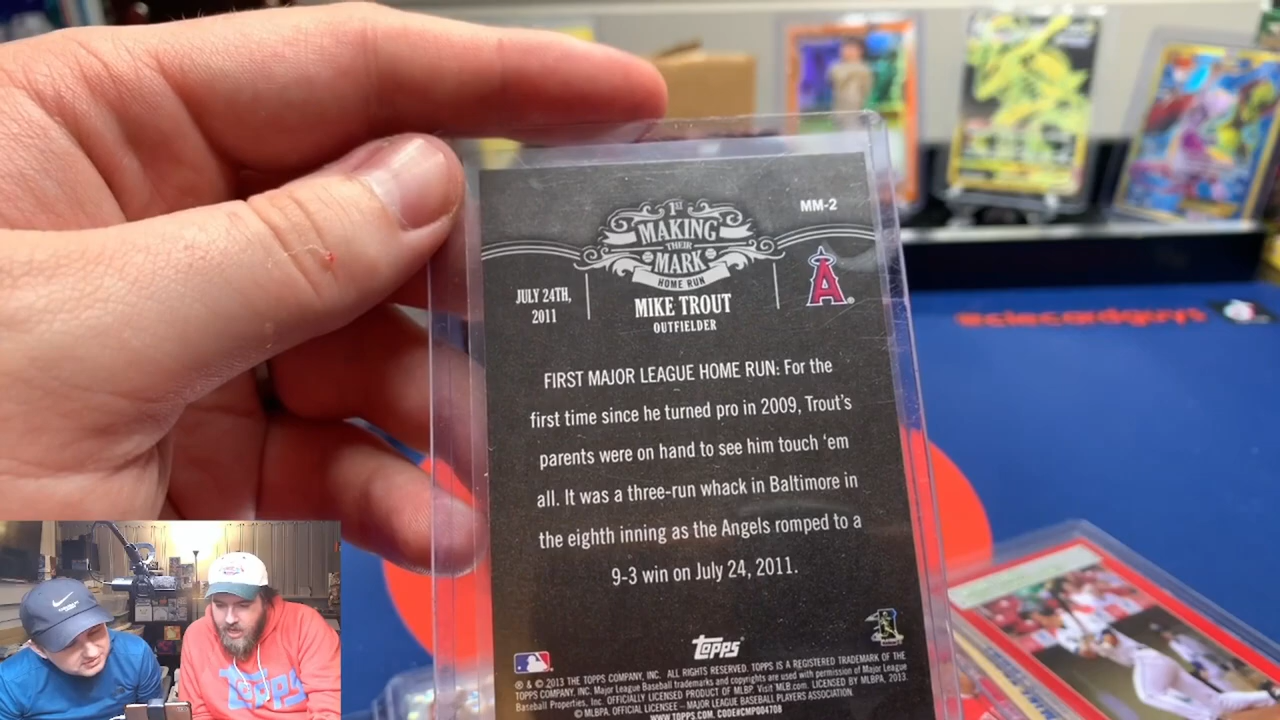 1ST
MAKING
THEIR
MARK
HOME RUN
MM-2
JULY 24TH,
2011
MIKE TROUT
OUTFIELDER
A
FIRST MAJOR LEAGUE HOME RUN: For the
first time since he turned pro in 2009, Trout's
parents were on hand to see him touch 'em
all. It was a three-run whack in Baltimore in
the eighth inning as the Angels romped to a
9-3 win on July 24, 2011.
Topps
® & © 2013 THE TOPPS COMPANY, INC. ALL RIGHTS RESERVED. TOPPS IS A REGISTERED TRADEMARK OF THE
TOPPS COMPANY, INC. Major League Baseball trademarks and copyrights are used with permission of Major League
Baseball Properties, Inc. OFFICIALLY LICENSED PRODUCT OF MLBP. Visit MLB.com. LICENSED BY MLBPA, 2013.
© MLBPA, OFFICIAL LICENSEE – MAJOR LEAGUE BASEBALL PLAYERS ASSOCIATION.
WWW.TOPPS.COM. CODE#CMP004708
Topps